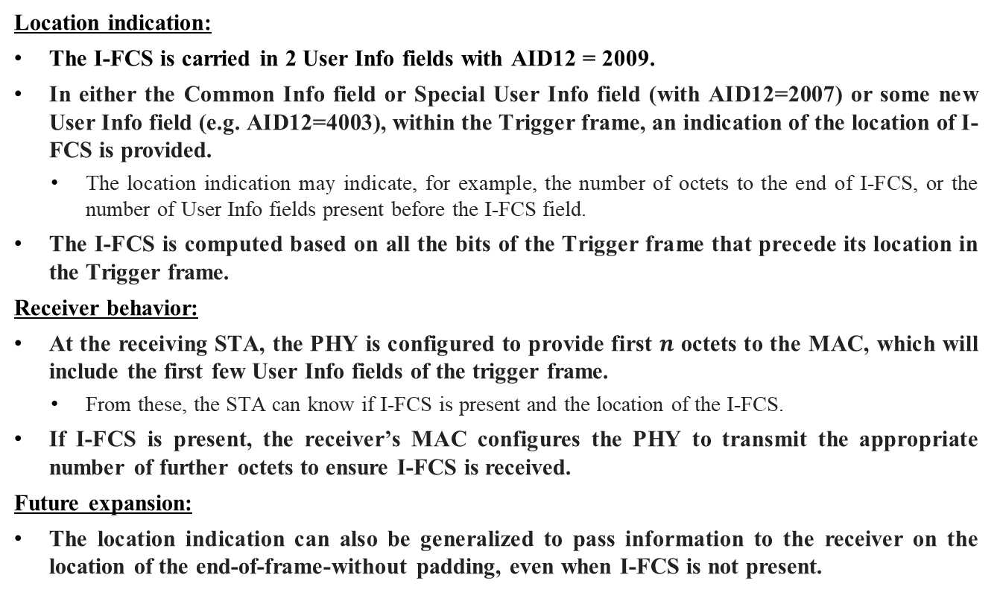 Location indication:
• The I-FCS is carried in 2 User Info fields with AID12 = 2009.
• In either the Common Info field or Special User Info field (with AID12=2007) or some new
User Info field (e.g. AID12=4003), within the Trigger frame, an indication of the location of I-
FCS is provided.
• The location indication may indicate, for example, the number of octets to the end of I-FCS, or the
number of User Info fields present before the I-FCS field.
• The I-FCS is computed based on all the bits of the Trigger frame that precede its location in
the Trigger frame.
Receiver behavior:
• At the receiving STA, the PHY is configured to provide first n octets to the MAC, which will
include the first few User Info fields of the trigger frame.
• From these, the STA can know if I-FCS is present and the location of the I-FCS.
• If I-FCS is present, the receiver’s MAC configures the PHY to transmit the appropriate
number of further octets to ensure I-FCS is received.
Future expansion:
• The location indication can also be generalized to pass information to the receiver on the
location of the end-of-frame-without padding, even when I-FCS is not present.